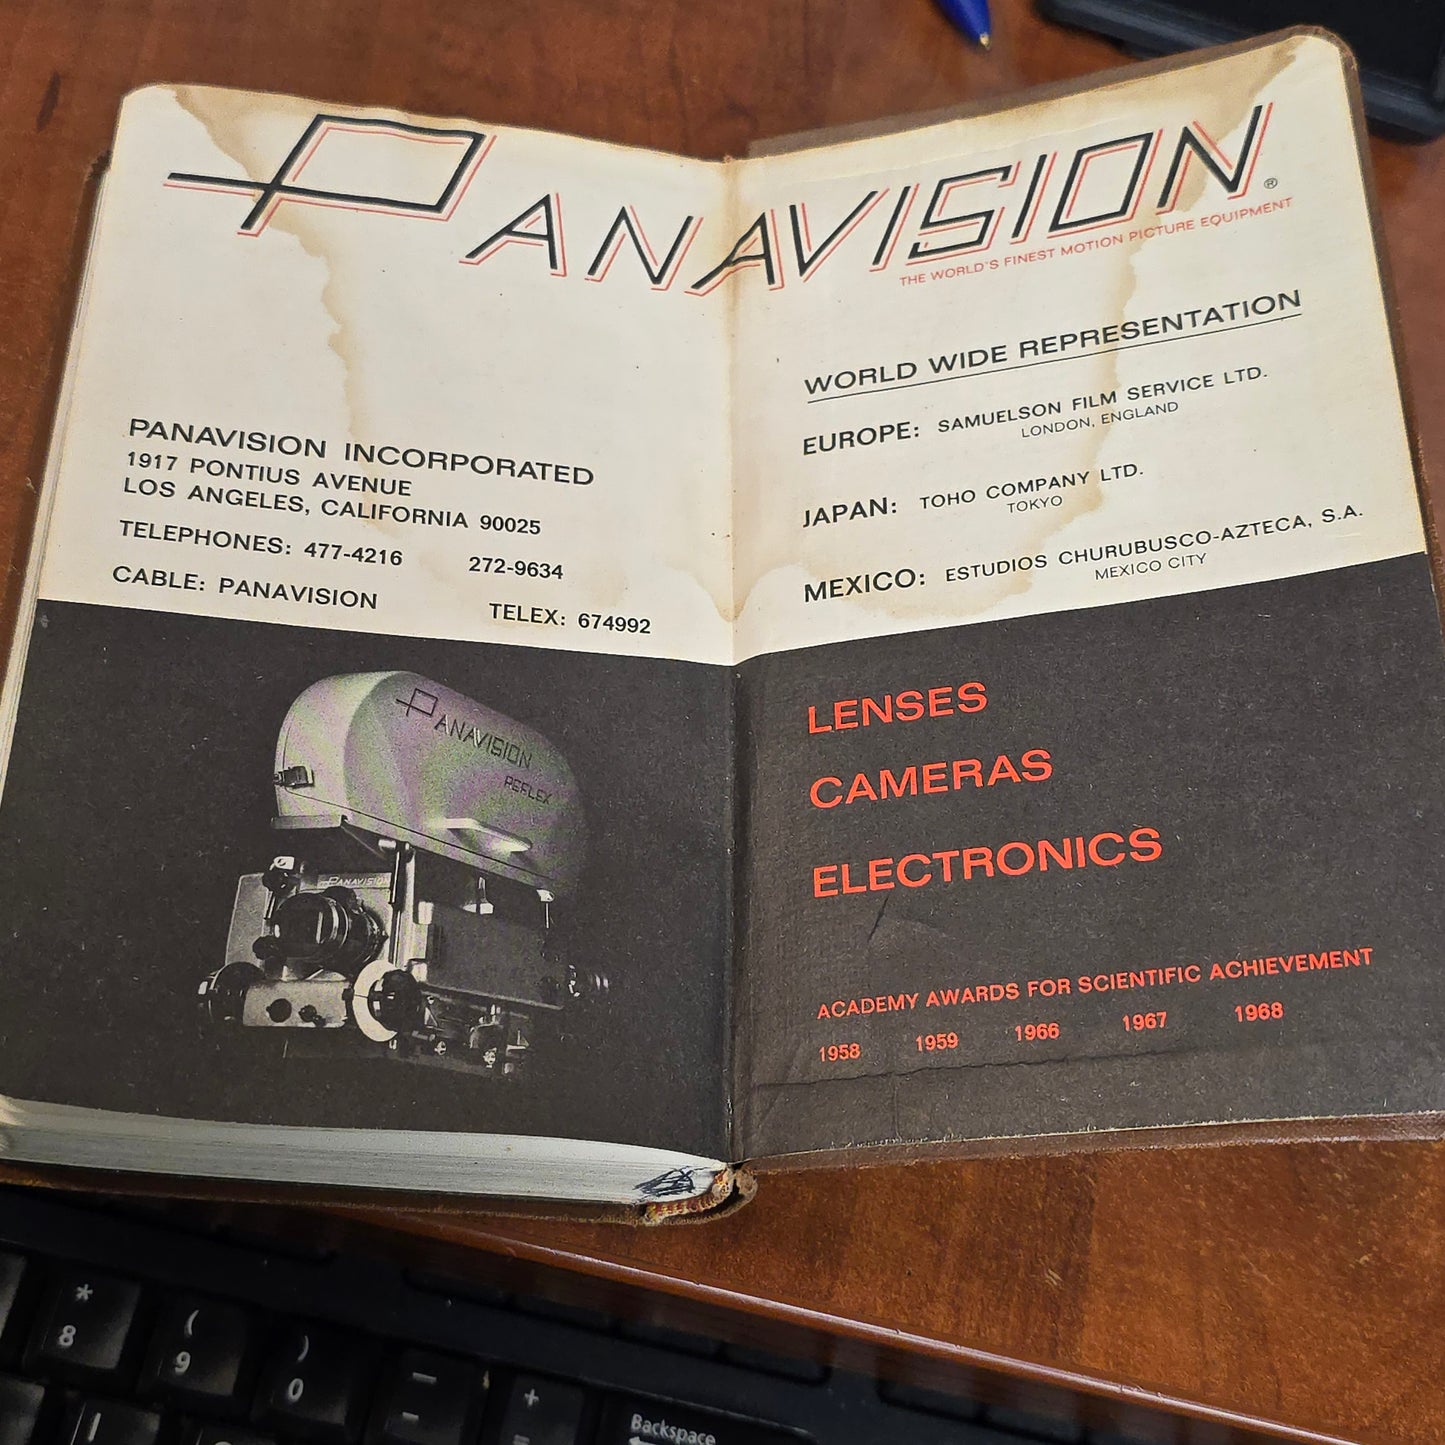 PANAVISION®
THE WORLD'S FINEST MOTION PICTURE EQUIPMENT
PANAVISION INCORPORATED
1917 PONTIUS AVENUE
LOS ANGELES, CALIFORNIA 90025
TELEPHONES: 477-4216 272-9634
CABLE: PANAVISION TELEX: 674992
PANAVISION
REFLEX
PANAVISION
WORLD WIDE REPRESENTATION
EUROPE: SAMUELSON FILM SERVICE LTD.
LONDON, ENGLAND
JAPAN: TOHO COMPANY LTD.
TOKYO
MEXICO: ESTUDIOS CHURUBUSCO-AZTECA, S.A.
MEXICO CITY
LENSES
CAMERAS
ELECTRONICS
ACADEMY AWARDS FOR SCIENTIFIC ACHIEVEMENT
1958 1959 1966 1967 1968
* ( ) — +
8 9 0 - =
Backspace